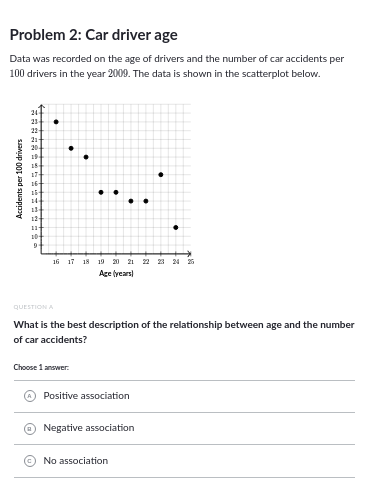 Problem 2: Car driver age
Data was recorded on the age of drivers and the number of car accidents per
100 drivers in the year 2009. The data is shown in the scatterplot below.
Accidents per 100 drivers
24
23
22
21
20
19
18
17
16
15
14
13
12
11
10
9
16 17 18 19 20 21 22 23 24 25
Age (years)
QUESTION A
What is the best description of the relationship between age and the number
of car accidents?
Choose 1 answer:
A Positive association
B Negative association
C No association